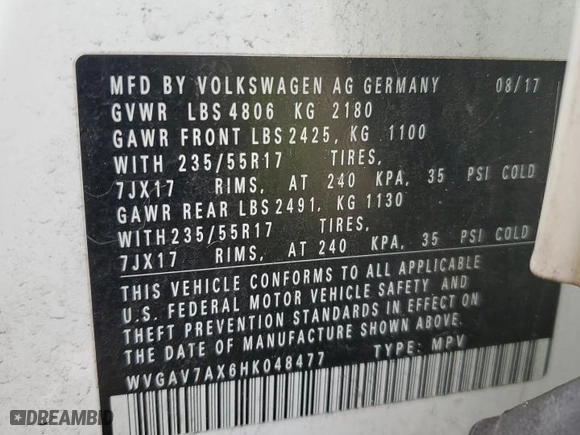 MFD BY VOLKSWAGEN AG GERMANY 08/17
GVWR LBS 4806 KG 2180
GAWR FRONT LBS 2425, KG 1100
WITH 235/55R17 TIRES,
7JX17 RIMS, AT 240 KPA, 35 PSI COLD
GAWR REAR LBS 2491, KG 1130
WITH 235/55R17 TIRES,
7JX17 RIMS, AT 240 KPA, 35 PSI COLD
THIS VEHICLE CONFORMS TO ALL APPLICABLE
U.S. FEDERAL MOTOR VEHICLE SAFETY AND
THEFT PREVENTION STANDARDS IN EFFECT ON
THE DATE OF MANUFACTURE SHOWN ABOVE.
WVGAV7AX6HK048477 TYPE: MPV
DREAMBID